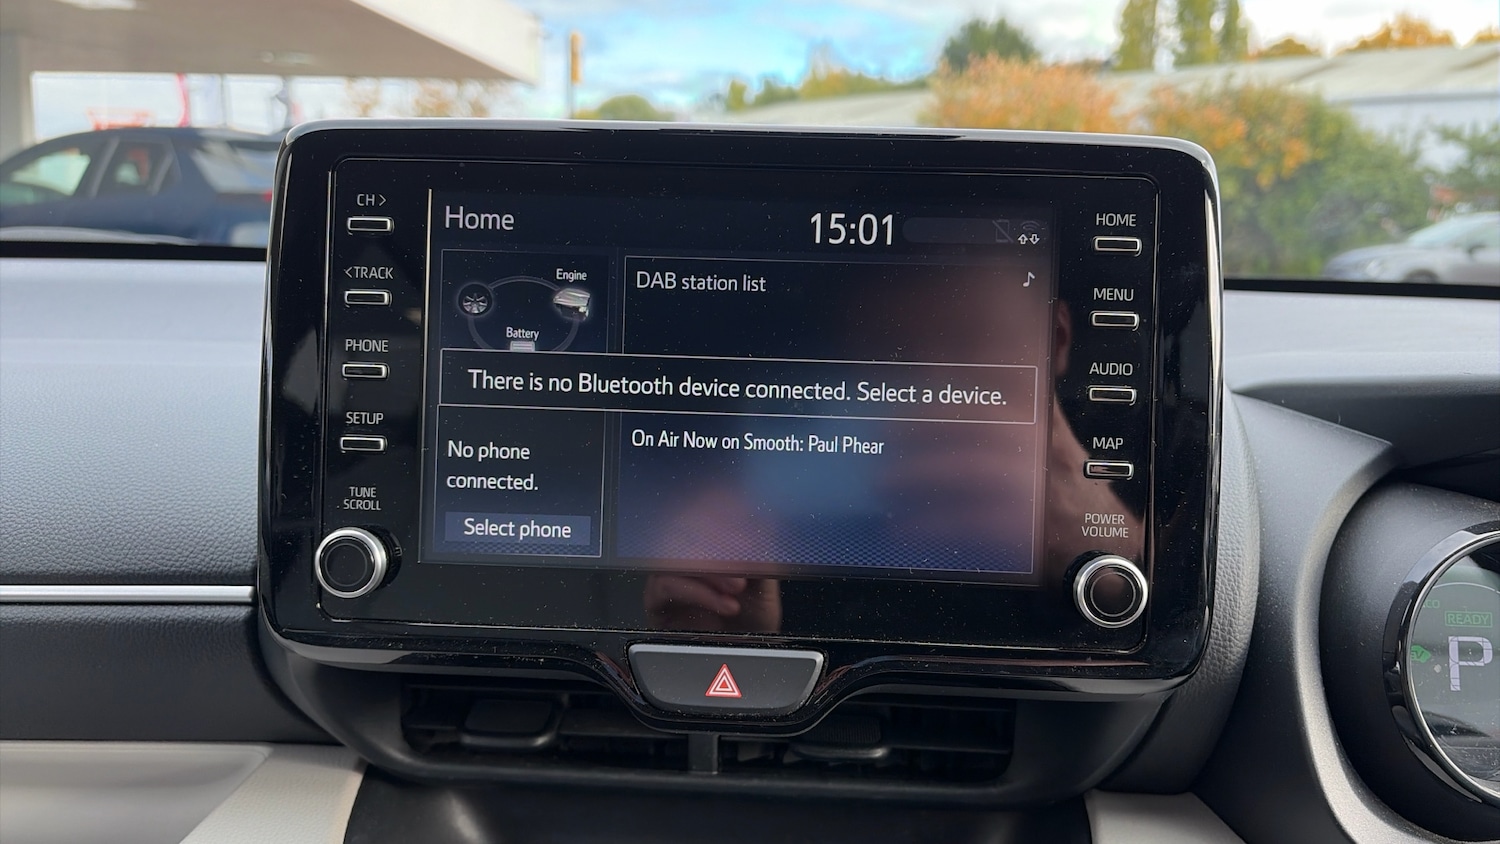 CH >
< TRACK
PHONE
SETUP
TUNE
SCROLL
Home
15:01
Engine
Battery
DAB station list
There is no Bluetooth device connected. Select a device.
No phone
connected.
Select phone
On Air Now on Smooth: Paul Phear
HOME
MENU
AUDIO
MAP
POWER
VOLUME
READY
P